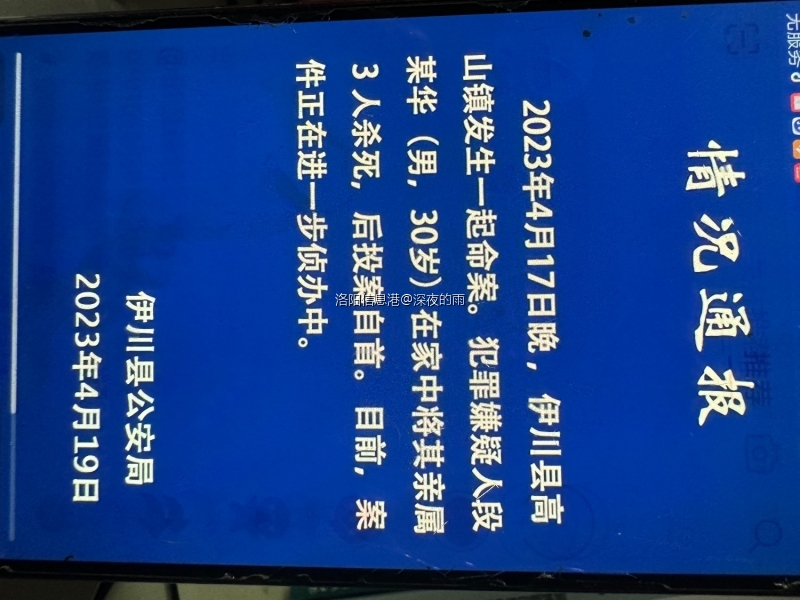 无服务
情况通报
2023年4月17日晚，伊川县高
山镇发生一起命案。犯罪嫌疑人段
某华（男，30岁）在家中将其亲属
3人杀死，后投案自首。目前，案
件正在进一步侦办中。
伊川县公安局
2023年4月19日
洛阳信息港@深夜的雨